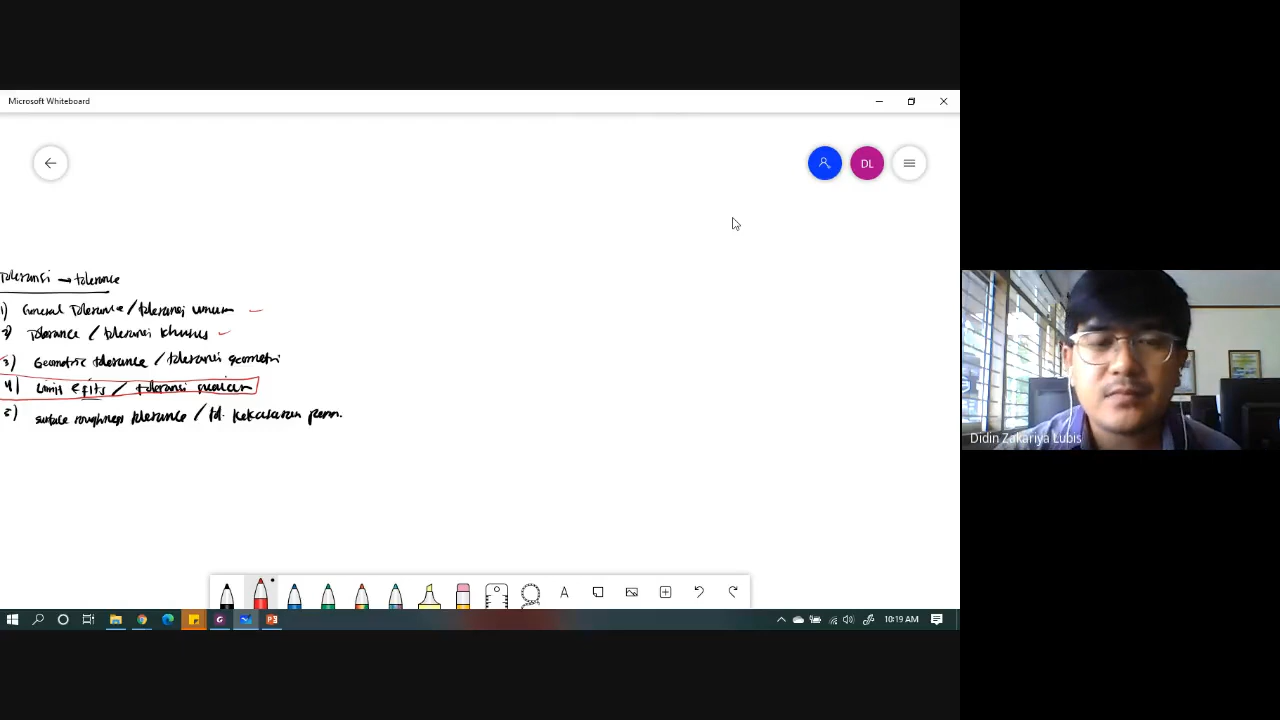 Microsoft Whiteboard
DL
Toleransi → tolerance
1) General Tolerance / toleransi umum
2) Tolerance / toleransi khusus
3) Geometric tolerance / toleransi geometri
4) Limit & fits / toleransi suaian
5) surface roughness tolerance / tol. kekasaran perm.
Didin Zakariya Lubis
A
10:19 AM